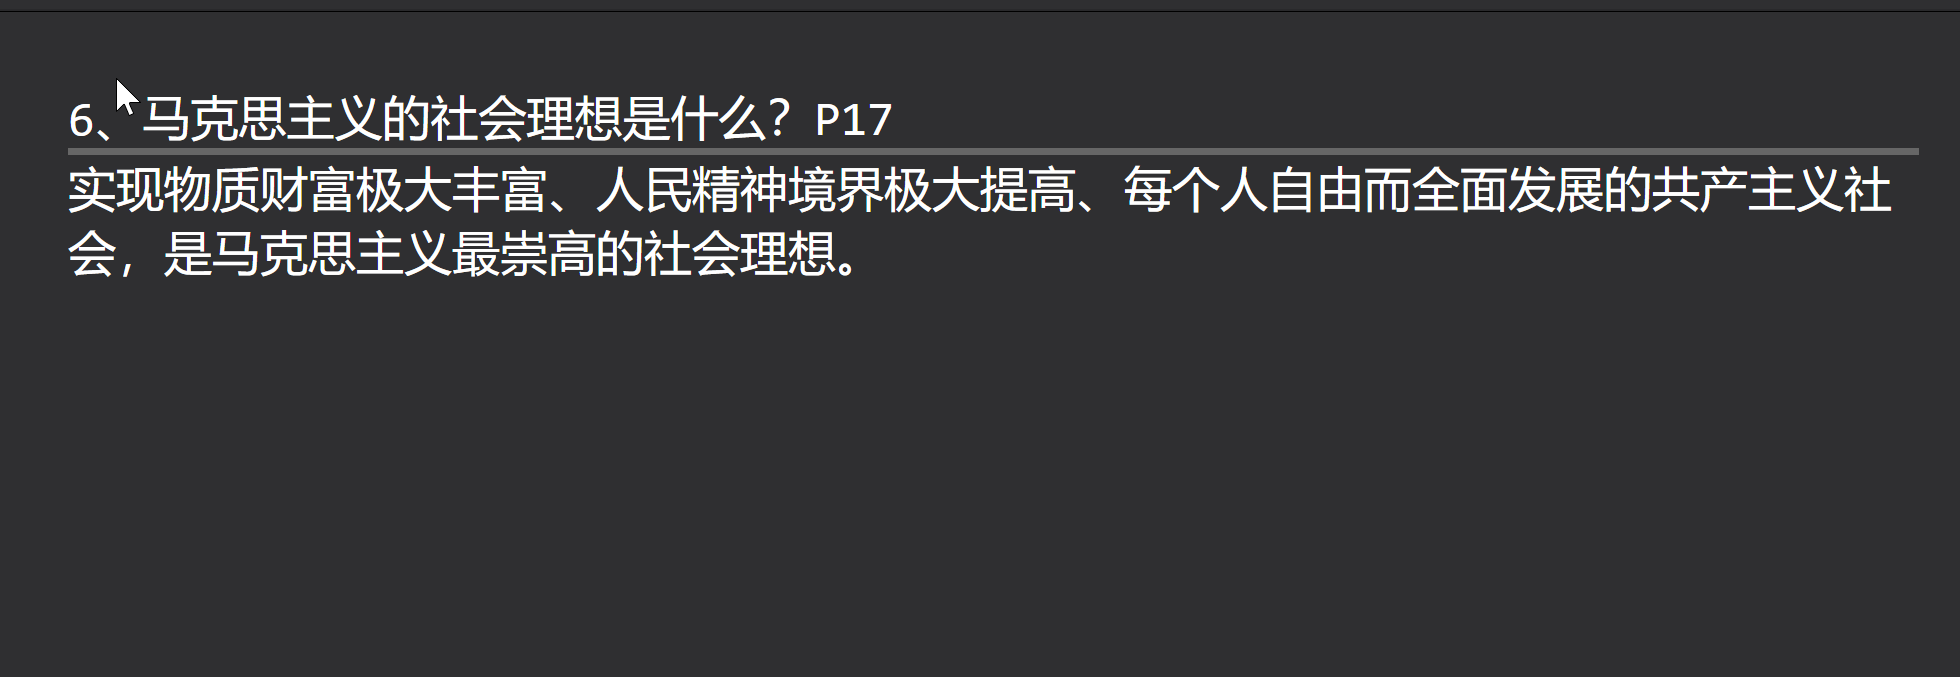 6、马克思主义的社会理想是什么？P17
实现物质财富极大丰富、人民精神境界极大提高、每个人自由而全面发展的共产主义社
会，是马克思主义最崇高的社会理想。